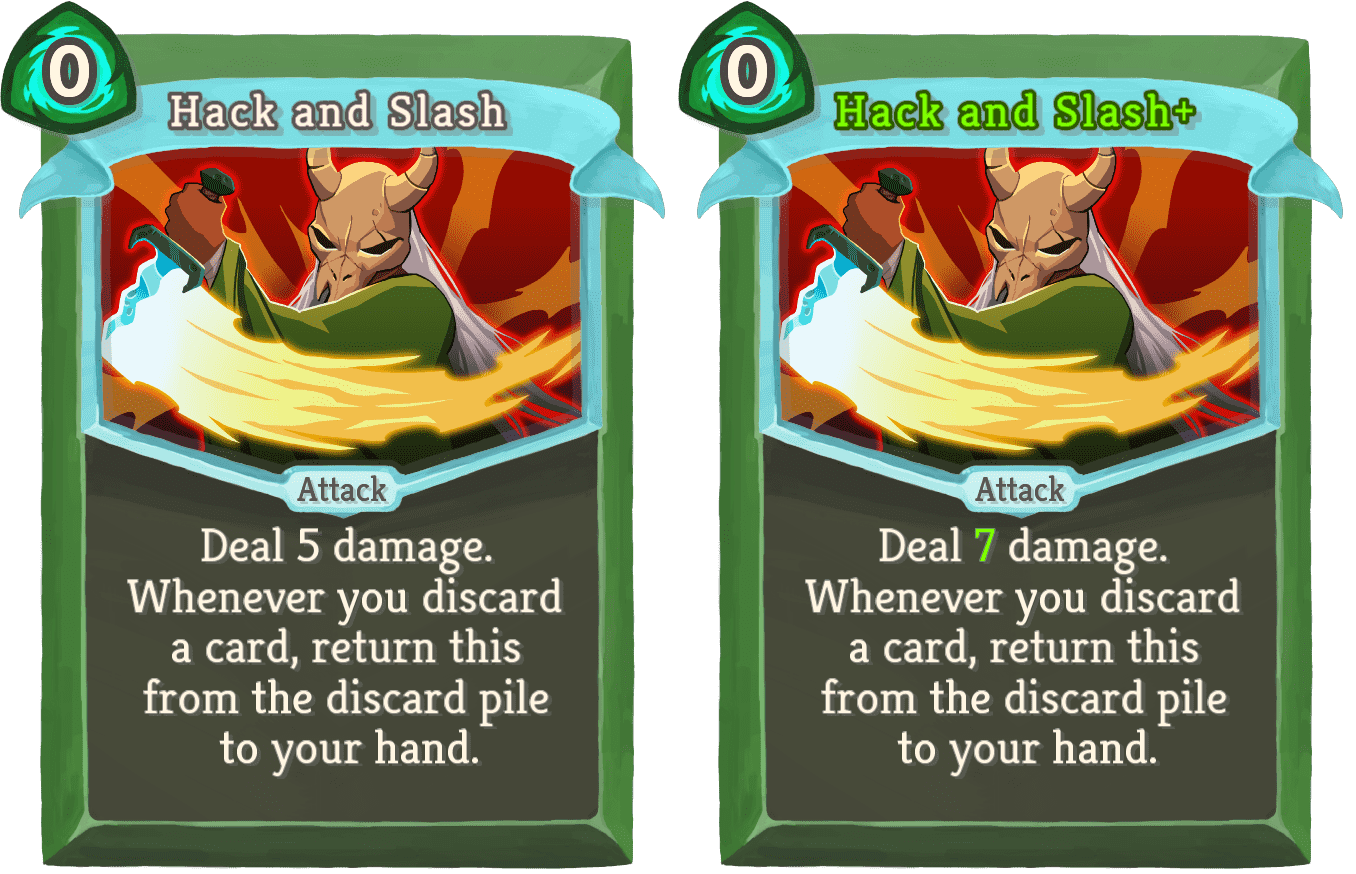 0
Hack and Slash
Attack
Deal 5 damage.
Whenever you discard
a card, return this
from the discard pile
to your hand.
0
Hack and Slash+
Attack
Deal 7 damage.
Whenever you discard
a card, return this
from the discard pile
to your hand.